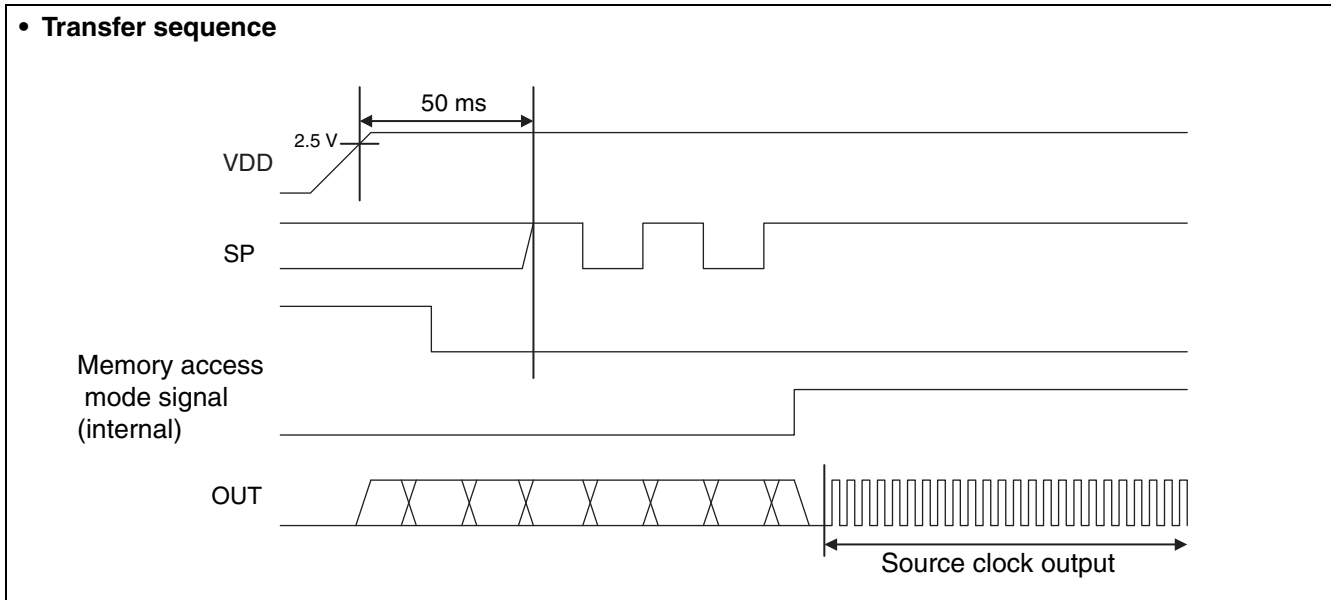 • Transfer sequence
50 ms
2.5 V
VDD
SP
Memory access
mode signal
(internal)
OUT
Source clock output